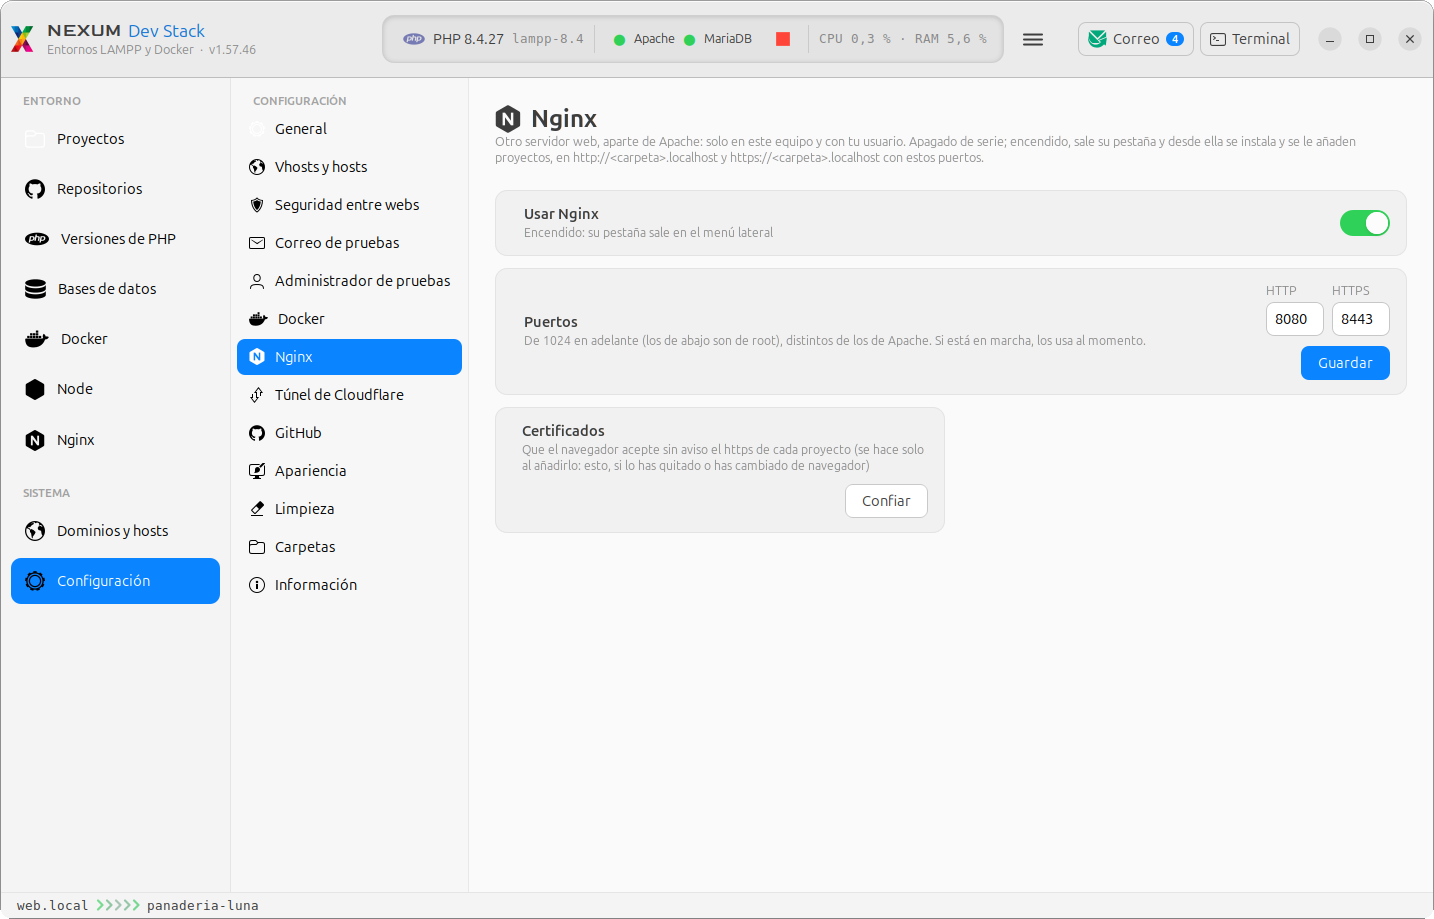 NEXUM Dev Stack
Entornos LAMPP y Docker · v1.57.46
php PHP 8.4.27 lampp-8.4
Apache MariaDB
CPU 0,3 % · RAM 5,6 %
Correo 4
Terminal
ENTORNO
Proyectos
Repositorios
php Versiones de PHP
Bases de datos
Docker
Node
N Nginx
SISTEMA
Dominios y hosts
Configuración
CONFIGURACIÓN
General
Vhosts y hosts
Seguridad entre webs
Correo de pruebas
Administrador de pruebas
Docker
N Nginx
Túnel de Cloudflare
GitHub
Apariencia
Limpieza
Carpetas
Información
N Nginx
Otro servidor web, aparte de Apache: solo en este equipo y con tu usuario. Apagado de serie; encendido, sale su pestaña y desde ella se instala y se le añaden
proyectos, en http://<carpeta>.localhost y https://<carpeta>.localhost con estos puertos.
Usar Nginx
Encendido: su pestaña sale en el menú lateral
Puertos
De 1024 en adelante (los de abajo son de root), distintos de los de Apache. Si está en marcha, los usa al momento.
HTTP HTTPS
8080 8443
Guardar
Certificados
Que el navegador acepte sin aviso el https de cada proyecto (se hace solo
al añadirlo: esto, si lo has quitado o has cambiado de navegador)
Confiar
web.local >>>>> panaderia-luna